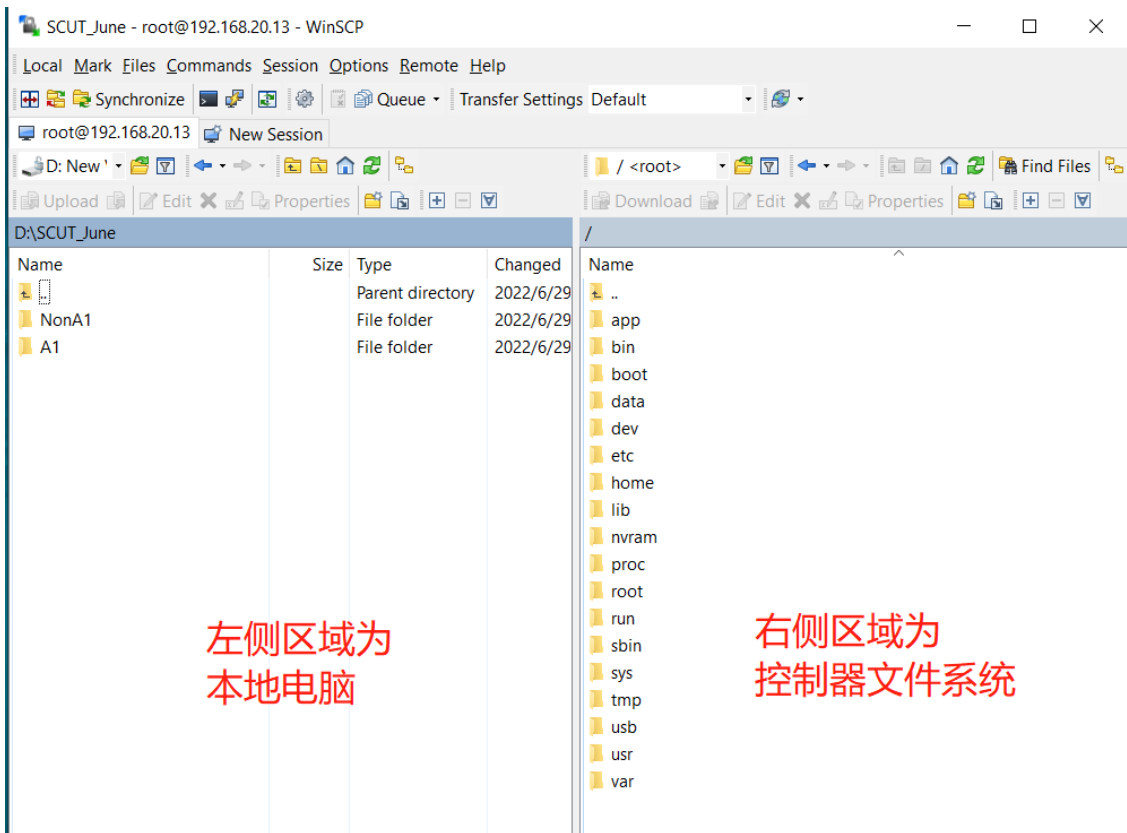 SCUT_June - root@192.168.20.13 - WinSCP
Local Mark Files Commands Session Options Remote Help
Synchronize Queue Transfer Settings Default
root@192.168.20.13 New Session
D: New / <root> Find Files
Upload Edit Properties Download Edit Properties
D:\SCUT_June /
Name Size Type Changed Name
.. Parent directory 2022/6/29 ..
NonA1 File folder 2022/6/29 app
A1 File folder 2022/6/29 bin
boot
data
dev
etc
home
lib
nvram
proc
root
run
sbin
sys
tmp
usb
usr
var
左侧区域为
本地电脑
右侧区域为
控制器文件系统